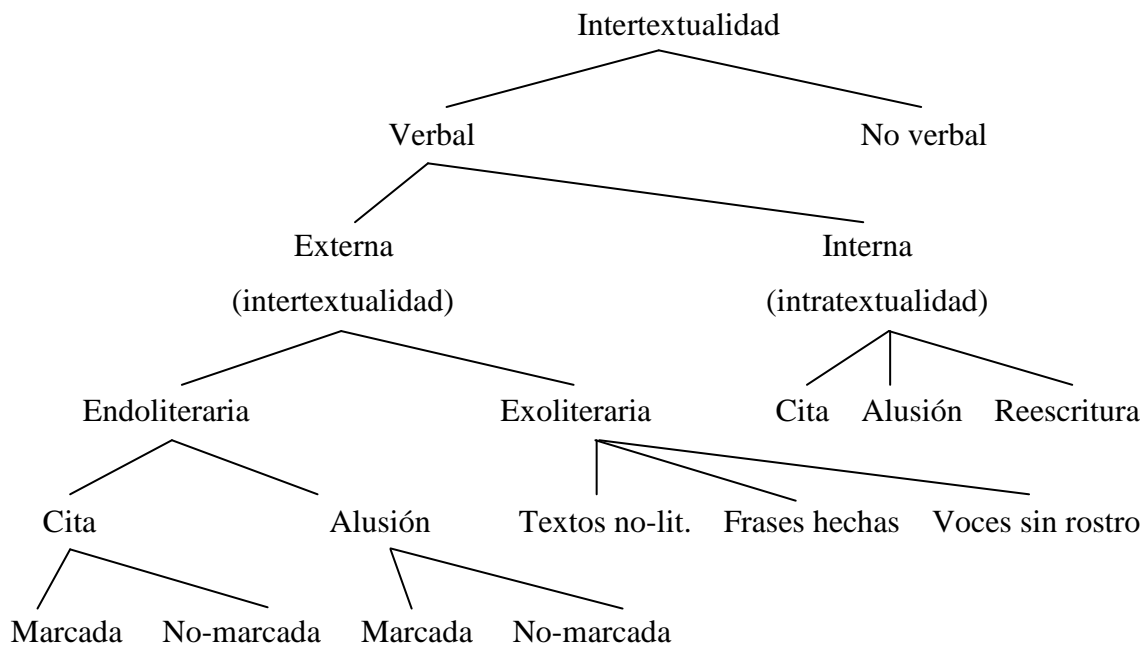 Intertextualidad
Verbal No verbal
Externa Interna
(intertextualidad) (intratextualidad)
Endoliteraria Exoliteraria Cita Alusión Reescritura
Cita Alusión Textos no-lit. Frases hechas Voces sin rostro
Marcada No-marcada Marcada No-marcada